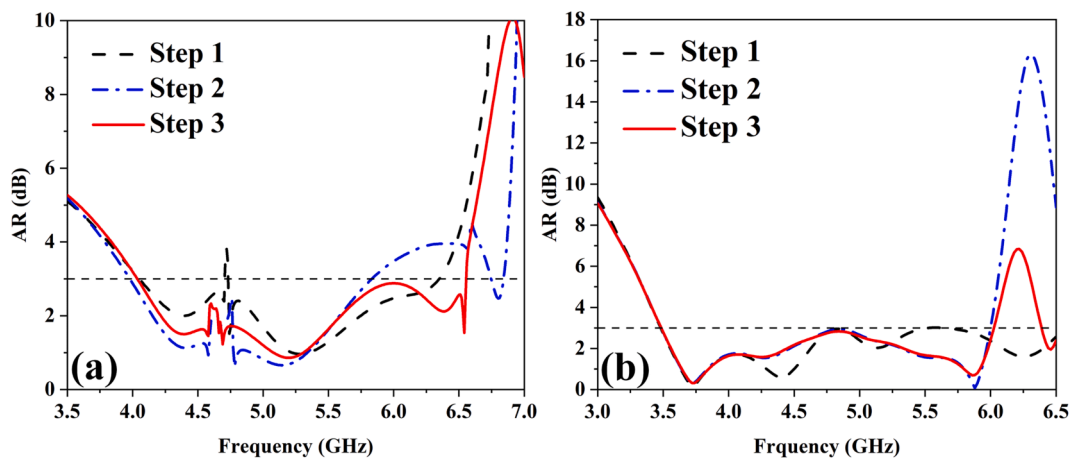 10
8
6
4
2
0
AR (dB)
Step 1
Step 2
Step 3
(a)
3.5 4.0 4.5 5.0 5.5 6.0 6.5 7.0
Frequency (GHz)
18
16
14
12
10
8
6
4
2
0
AR (dB)
Step 1
Step 2
Step 3
(b)
3.0 3.5 4.0 4.5 5.0 5.5 6.0 6.5
Frquency (GHz)